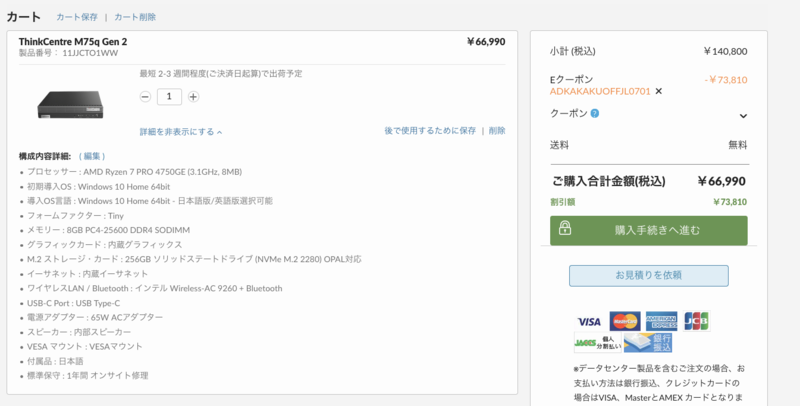 カート カート保存 | カート削除
ThinkCentre M75q Gen 2 ￥66,990
製品番号： 11JJCTO1WW
最短 2-3 週間程度(ご決済日起算)で出荷予定
1
詳細を非表示にする 後で使用するために保存 | 削除
構成内容詳細: ( 編集 )
• プロセッサー : AMD Ryzen 7 PRO 4750GE (3.1GHz, 8MB)
• 初期導入OS : Windows 10 Home 64bit
• 導入OS言語 : Windows 10 Home 64bit - 日本語版/英語版選択可能
• フォームファクター : Tiny
• メモリー : 8GB PC4-25600 DDR4 SODIMM
• グラフィックカード : 内蔵グラフィックス
• M.2 ストレージ・カード : 256GB ソリッドステートドライブ (NVMe M.2 2280) OPAL対応
• イーサネット : 内蔵イーサネット
• ワイヤレスLAN / Bluetooth : インテル Wireless-AC 9260 + Bluetooth
• USB-C Port : USB Type-C
• 電源アダプター : 65W ACアダプター
• スピーカー : 内部スピーカー
• VESA マウント : VESAマウント
• 付属品 : 日本語
• 標準保守 : 1年間 オンサイト修理
小計 (税込) ￥140,800
Eクーポン -￥73,810
ADKAKAKUOFFJL0701 ✕
クーポン ?
送料 無料
ご購入合計金額(税込) ￥66,990
割引額 ￥73,810
購入手続きへ進む
お見積りを依頼
VISA MasterCard AMERICAN EXPRESS JCB
JACCS 個人分割払い 銀行振込
※データセンター製品を含むご注文の場合、お
支払い方法は銀行振込、クレジットカードの
場合はVISA、MasterとAMEX カードとなりま